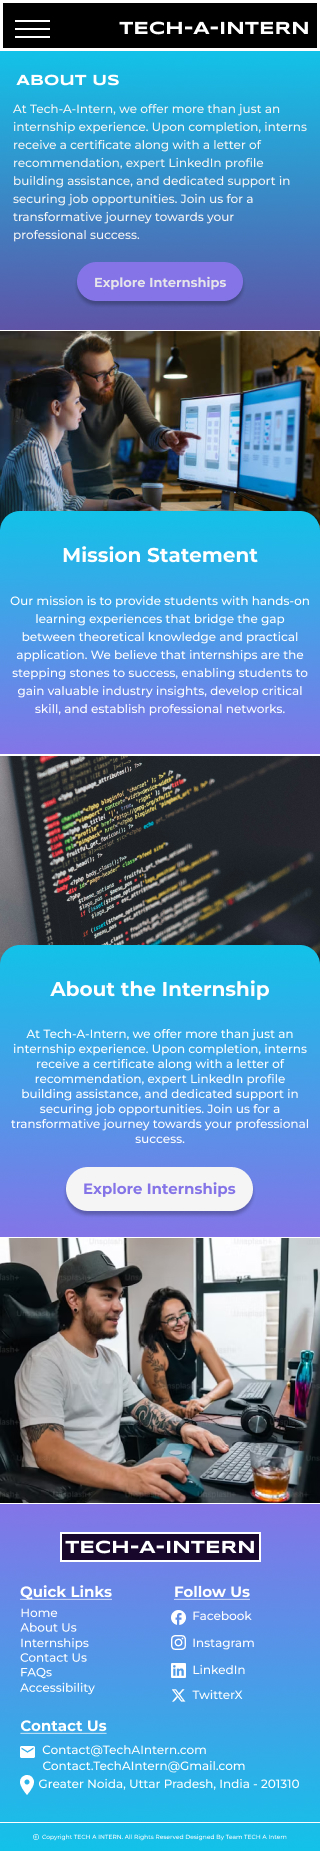 TECH-A-INTERN
ABOUT US
At Tech-A-Intern, we offer more than just an
internship experience. Upon completion, interns
receive a certificate along with a letter of
recommendation, expert LinkedIn profile
building assistance, and dedicated support in
securing job opportunities. Join us for a
transformative journey towards your
professional success.
Explore Internships
Mission Statement
Our mission is to provide students with hands-on
learning experiences that bridge the gap
between theoretical knowledge and practical
application. We believe that internships are the
stepping stones to success, enabling students to
gain valuable industry insights, develop critical
skill, and establish professional networks.
About the Internship
At Tech-A-Intern, we offer more than just an
internship experience. Upon completion, interns
receive a certificate along with a letter of
recommendation, expert LinkedIn profile
building assistance, and dedicated support in
securing job opportunities. Join us for a
transformative journey towards your professional
success.
Explore Internships
TECH-A-INTERN
Quick Links
Home
About Us
Internships
Contact Us
FAQs
Accessibility
Follow Us
Facebook
Instagram
LinkedIn
TwitterX
Contact Us
Contact@TechAIntern.com
Contact.TechAIntern@Gmail.com
Greater Noida, Uttar Pradesh, India - 201310
© Copyright TECH A INTERN. All Rights Reserved Designed By Team TECH A Intern